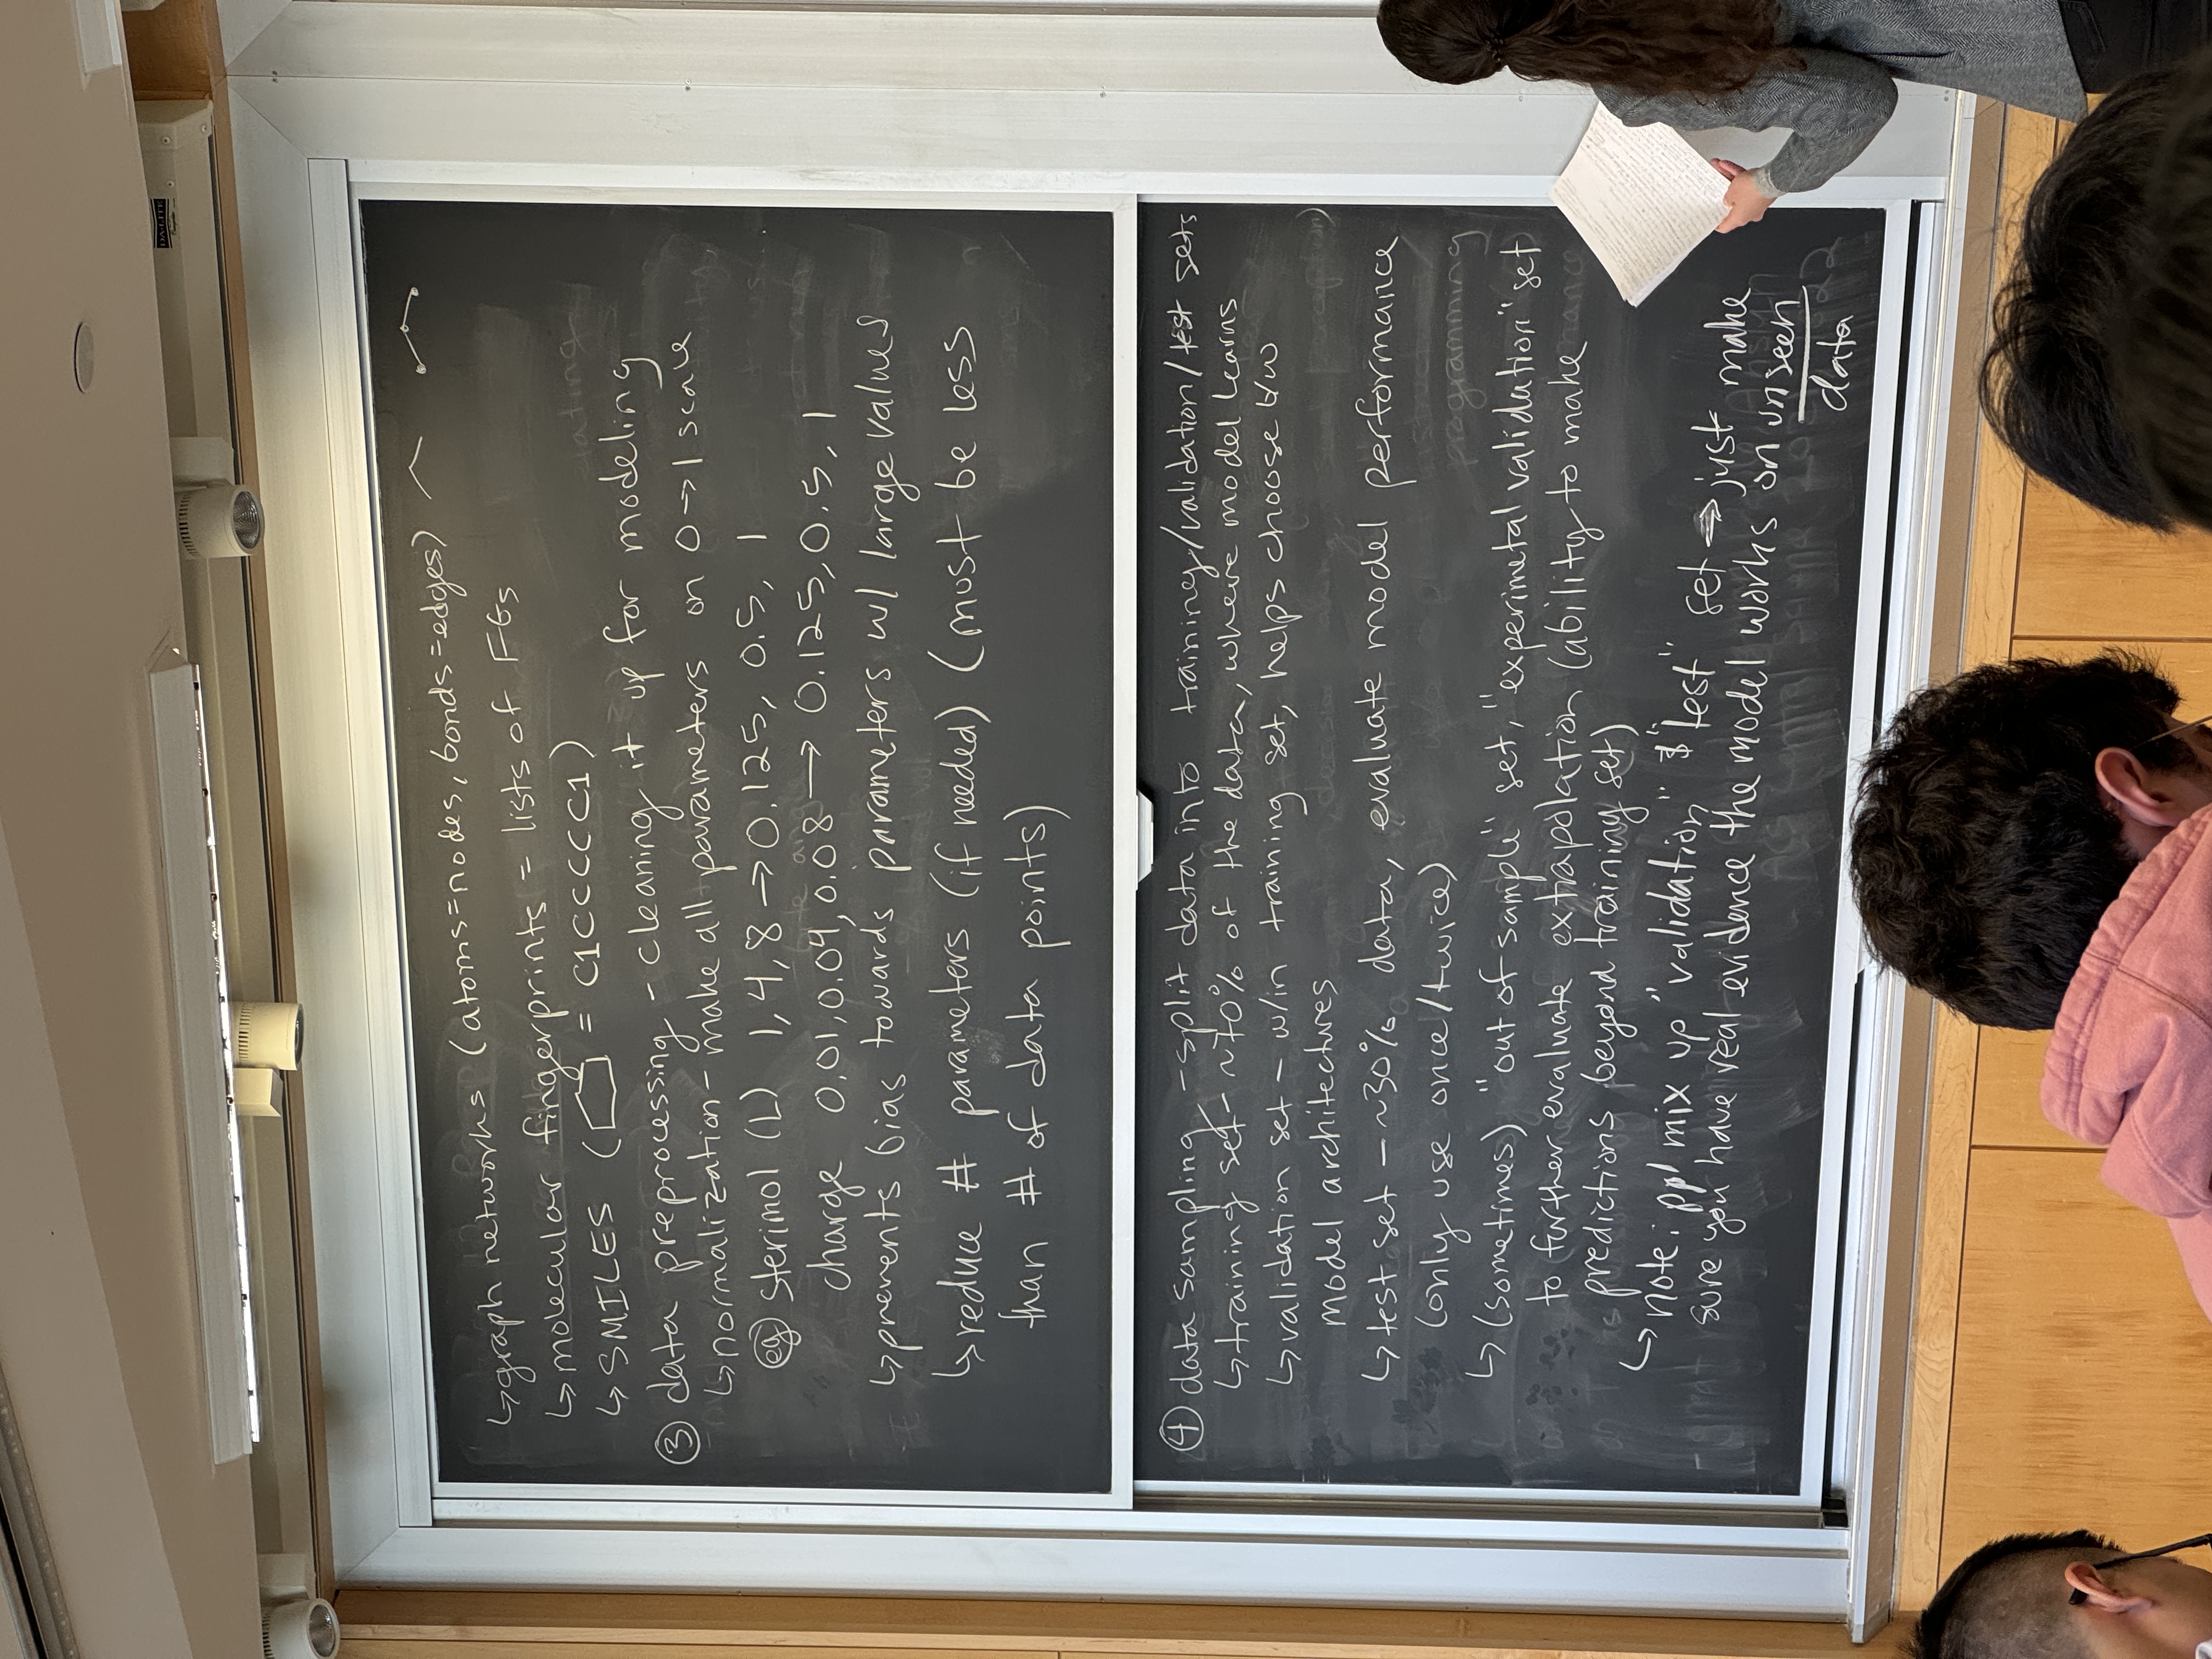 DA-LITE
↳graph networks (atoms=nodes, bonds=edges)
↳molecular fingerprints = lists of FGs
↳SMILES ( = C1CCCCC1)
③ data preprocessing - cleaning it up for modeling
↳normalization - make all parameters on 0→1 scale
eg sterimol (L) 1,4,8 → 0.125, 0.5, 1
charge 0.01,0.04,0.08 → 0.125,0.5,1
↳prevents bias towards parameters w/ large values
↳reduce # parameters (if needed) (must be less
than # of data points)
④ data sampling - split data into training/validation/test sets
↳training set - ~70% of the data, where model learns
↳validation set - w/in training set, helps choose b/w
model architectures
↳test set - ~30% data, evaluate model performance
(only use once/twice)
↳(sometimes) "out of sample" set, "experimetal validation" set
to further evaluate extrapolation (ability to make
predictions beyond training set)
↳note: ppl mix up "validation" & "test" set ⇒ just make
sure you have real evidence the model works on unseen
data